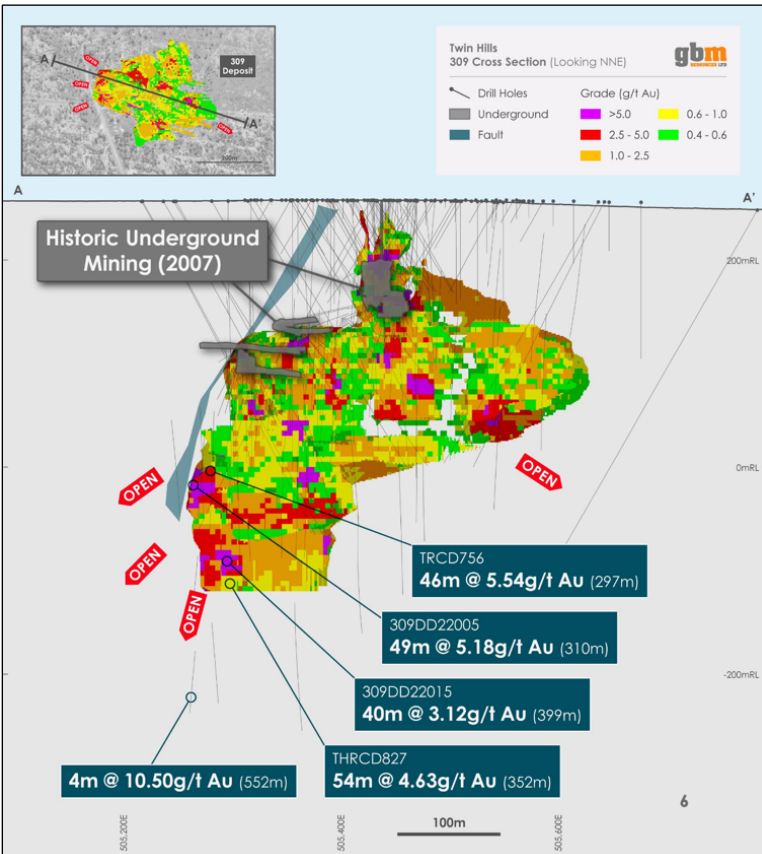 A
309
Deposit
OPEN
OPEN
OPEN
OPEN
A'
Twin Hills
309 Cross Section (Looking NNE)
gbm
RESOURCES LTD
Drill Holes
Underground
Fault
Grade (g/t Au)
>5.0
2.5 - 5.0
1.0 - 2.5
0.6 - 1.0
0.4 - 0.6
A
A'
Historic Underground
Mining (2007)
200mRL
0mRL
OPEN
OPEN
OPEN
OPEN
TRCD756
46m @ 5.54g/t Au (297m)
309DD22005
49m @ 5.18g/t Au (310m)
-200mRL
309DD22015
40m @ 3.12g/t Au (399m)
THRCD827
54m @ 4.63g/t Au (352m)
4m @ 10.50g/t Au (552m)
6
505.200E
505.400E
505.600E
100m